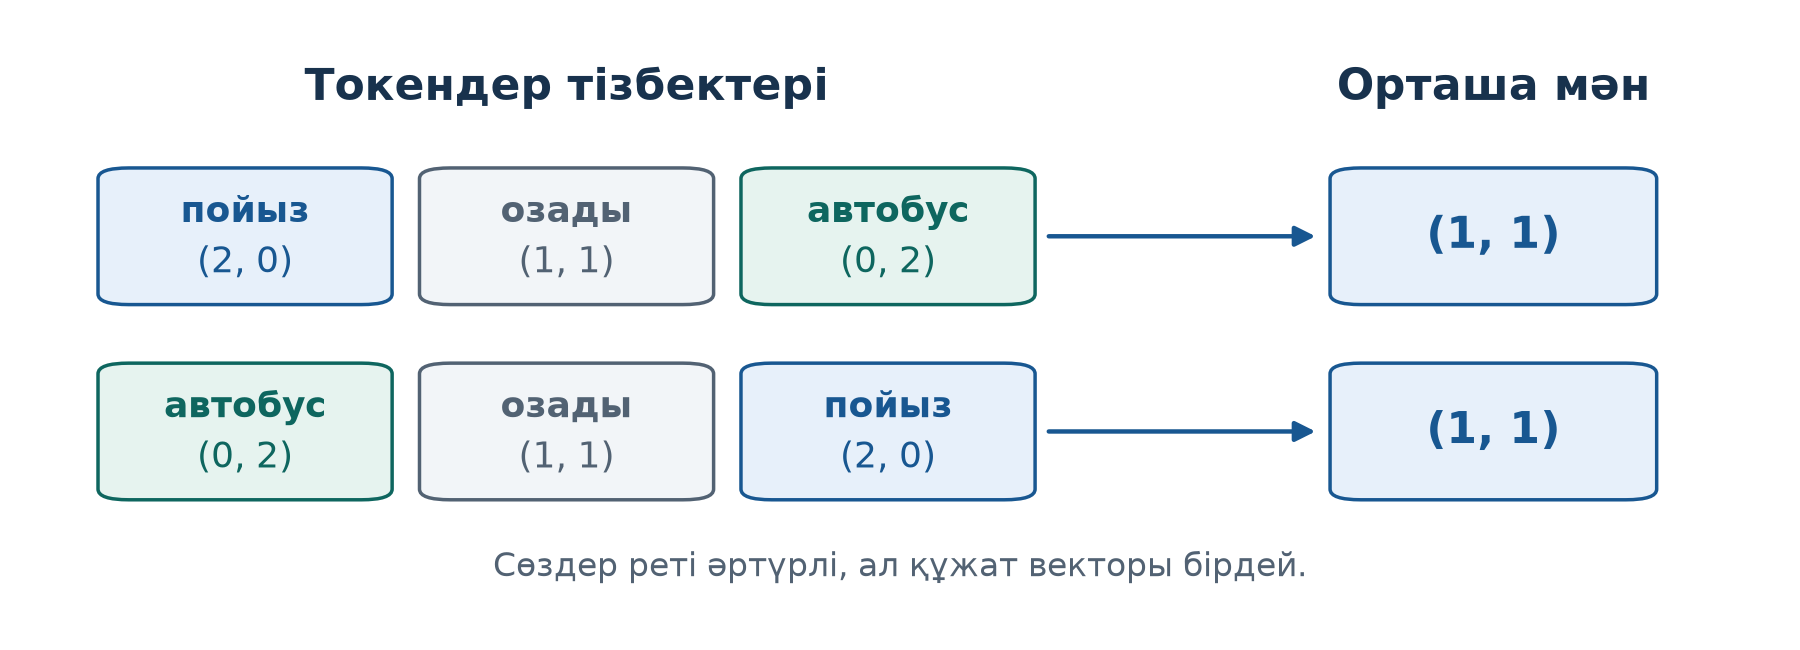 Токендер тізбектері
Орташа мән
пойыз
(2, 0)
озады
(1, 1)
автобус
(0, 2)
(1, 1)
автобус
(0, 2)
озады
(1, 1)
пойыз
(2, 0)
(1, 1)
Сөздер реті әртүрлі, ал құжат векторы бірдей.